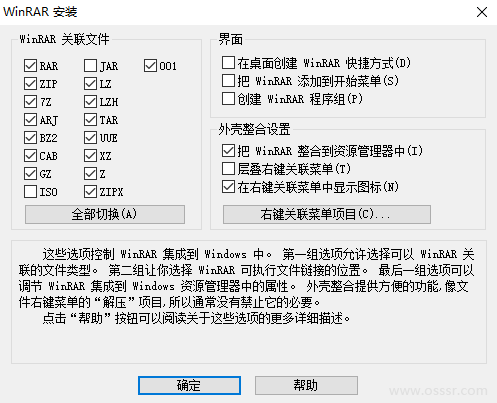 WinRAR 安装
WinRAR 关联文件
RAR JAR 001
ZIP LZ
7Z LZH
ARJ TAR
BZ2 UUE
CAB XZ
GZ Z
ISO ZIPX
全部切换(A)
界面
在桌面创建 WinRAR 快捷方式(D)
把 WinRAR 添加到开始菜单(S)
创建 WinRAR 程序组(P)
外壳整合设置
把 WinRAR 整合到资源管理器中(I)
层叠右键关联菜单(T)
在右键关联菜单中显示图标(N)
右键关联菜单项目(C)...
这些选项控制 WinRAR 集成到 Windows 中。 第一组选项允许选择可以 WinRAR 关
联的文件类型。 第二组让你选择 WinRAR 可执行文件链接的位置。 最后一组选项可以
调节 WinRAR 集成到 Windows 资源管理器中的属性。 外壳整合提供方便的功能,像文
件右键菜单的“解压”项目,所以通常没有禁止它的必要。
点击“帮助”按钮可以阅读关于这些选项的更多详细描述。
确定
帮助
www.osssr.com